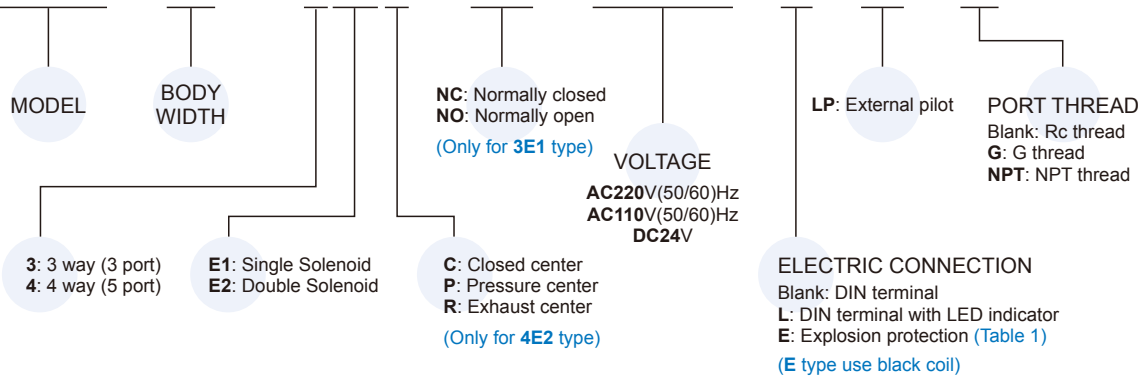 MODEL
BODY
WIDTH
NC: Normally closed
NO: Normally open
(Only for 3E1 type)
VOLTAGE
AC220V(50/60)Hz
AC110V(50/60)Hz
DC24V
LP: External pilot
PORT THREAD
Blank: Rc thread
G: G thread
NPT: NPT thread
3: 3 way (3 port)
4: 4 way (5 port)
E1: Single Solenoid
E2: Double Solenoid
C: Closed center
P: Pressure center
R: Exhaust center
(Only for 4E2 type)
ELECTRIC CONNECTION
Blank: DIN terminal
L: DIN terminal with LED indicator
E: Explosion protection (Table 1)
(E type use black coil)